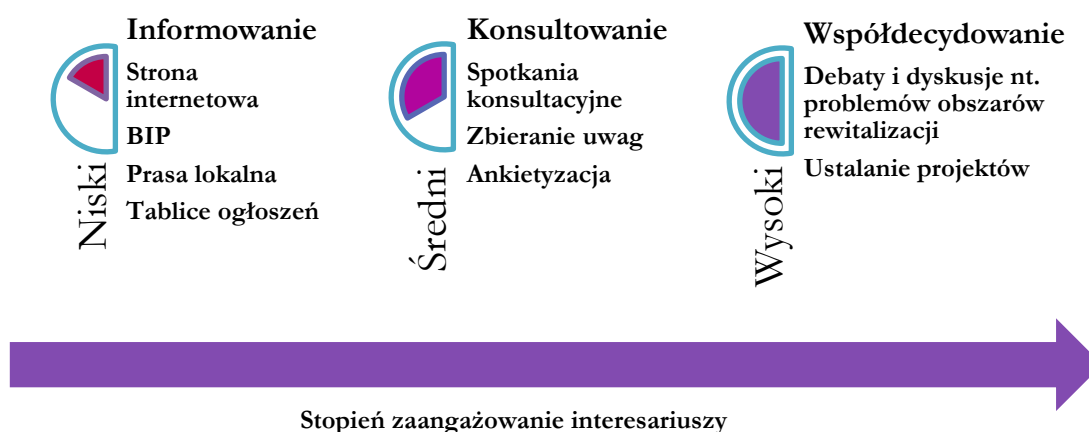 Informowanie
Strona
internetowa
BIP
Prasa lokalna
Tablice ogłoszeń
Niski
Konsultowanie
Spotkania
konsultacyjne
Zbieranie uwag
Ankietyzacja
Średni
Współdecydowanie
Debaty i dyskusje nt.
problemów obszarów
rewitalizacji
Ustalanie projektów
Wysoki
Stopień zaangażowanie interesariuszy